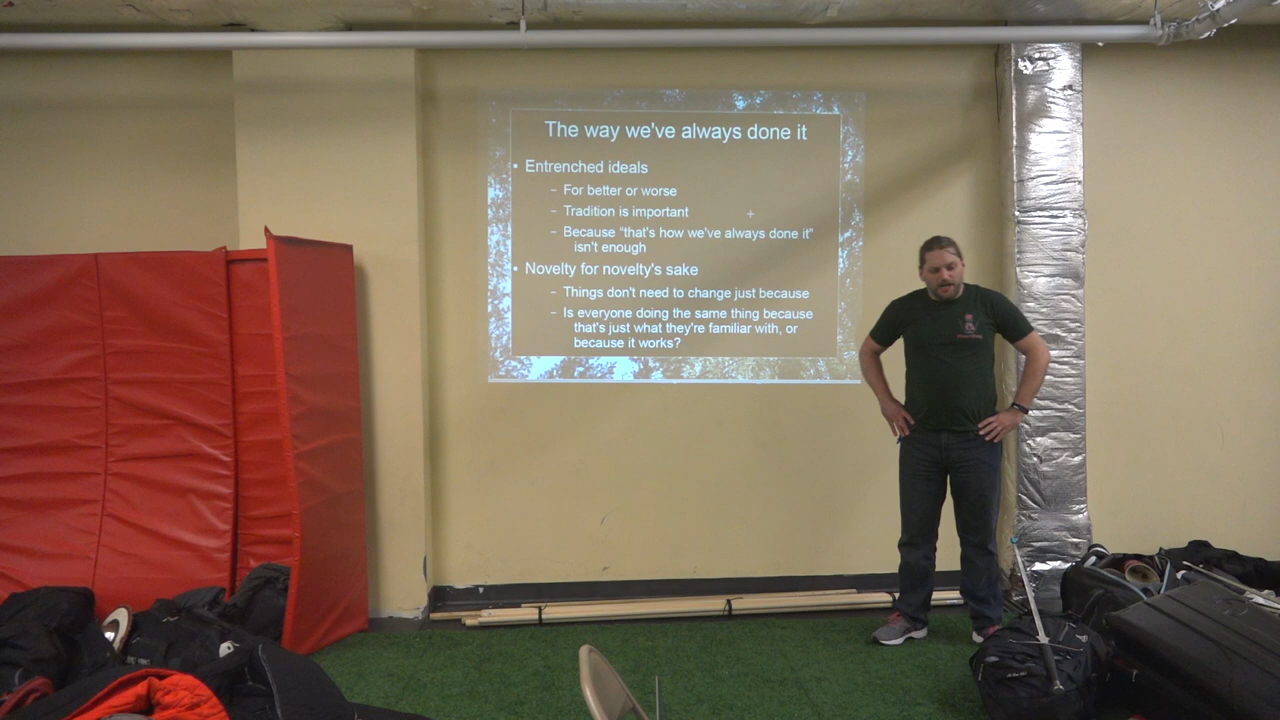 The way we've always done it
• Entrenched ideals
– For better or worse
– Tradition is important
– Because "that's how we've always done it"
isn't enough
• Novelty for novelty's sake
– Things don't need to change just because
– Is everyone doing the same thing because
that's just what they're familiar with, or
because it works?